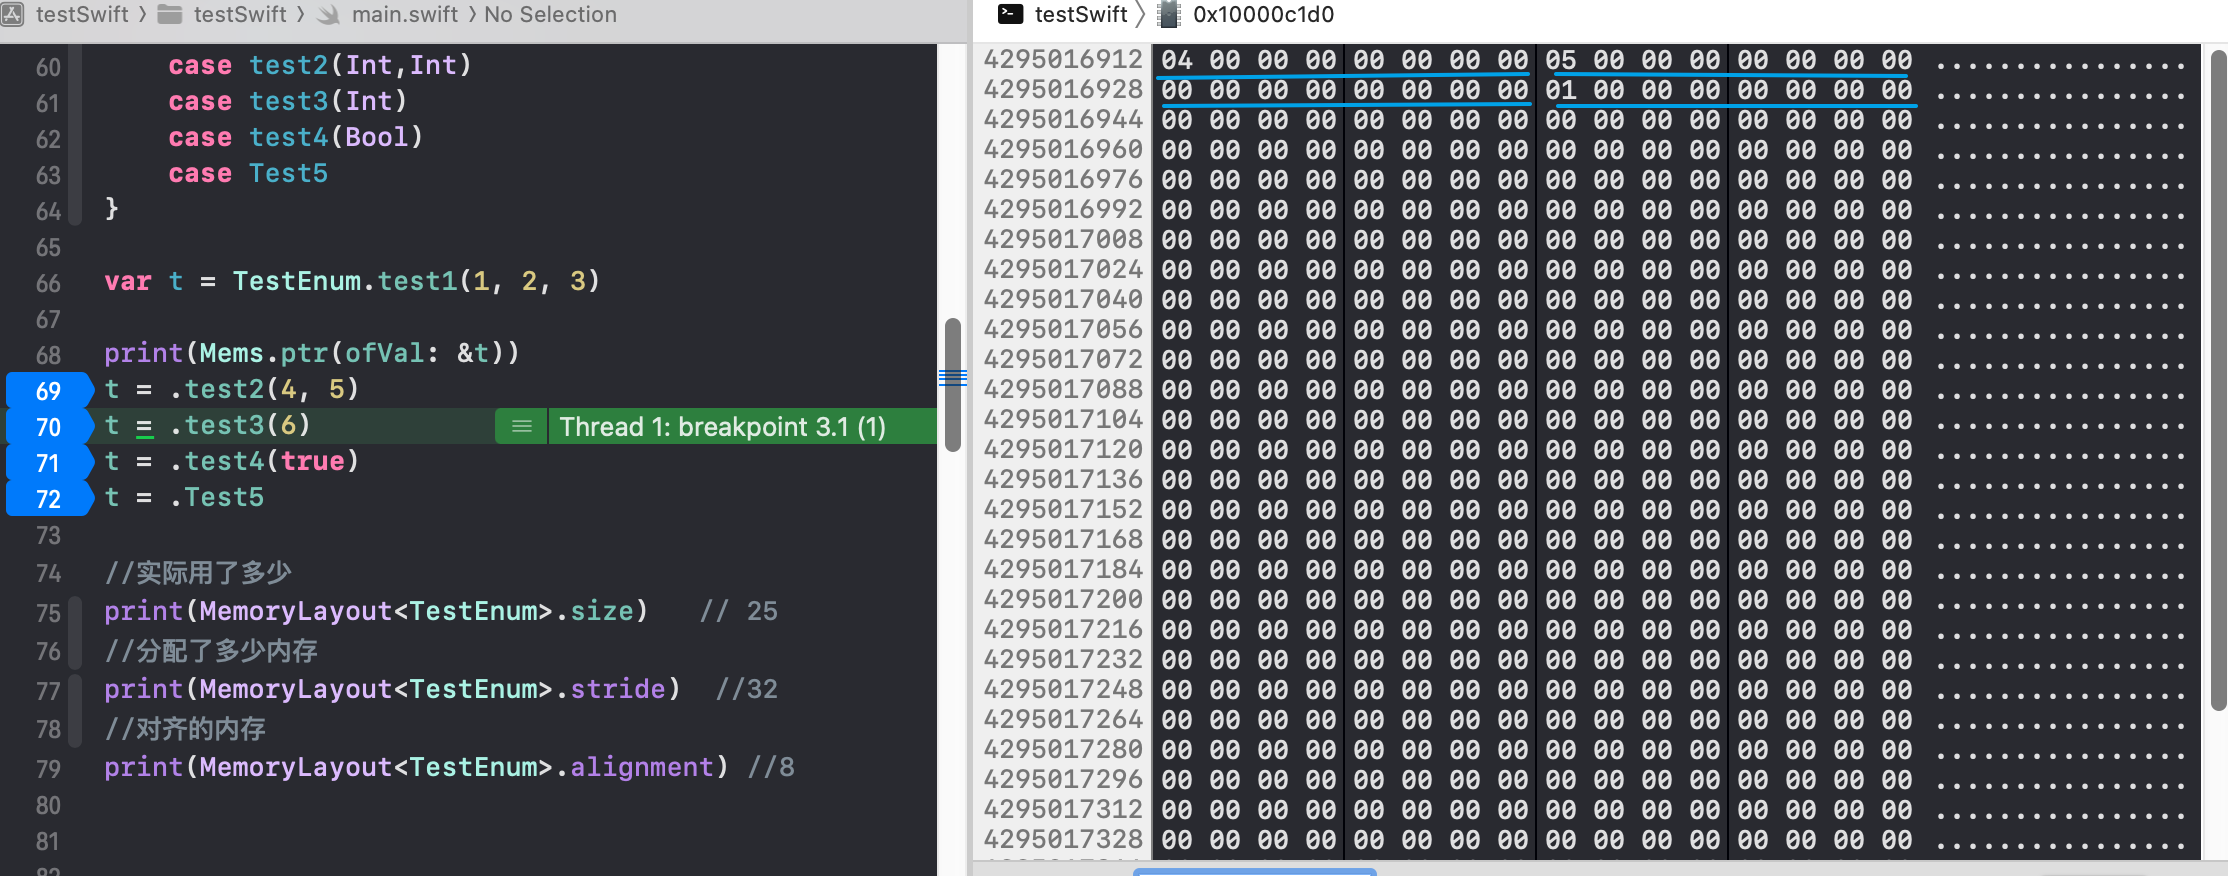 testSwift 〉 testSwift 〉 main.swift 〉 No Selection
60 case test2(Int,Int)
61 case test3(Int)
62 case test4(Bool)
63 case Test5
64 }
65
66 var t = TestEnum.test1(1, 2, 3)
67
68 print(Mems.ptr(ofVal: &t))
69 t = .test2(4, 5)
70 t = .test3(6) Thread 1: breakpoint 3.1 (1)
71 t = .test4(true)
72 t = .Test5
73
74 //实际用了多少
75 print(MemoryLayout<TestEnum>.size) // 25
76 //分配了多少内存
77 print(MemoryLayout<TestEnum>.stride) //32
78 //对齐的内存
79 print(MemoryLayout<TestEnum>.alignment) //8
80
81
testSwift 〉 0x10000c1d0
4295016912 04 00 00 00 00 00 00 00 05 00 00 00 00 00 00 00 ................
4295016928 00 00 00 00 00 00 00 00 01 00 00 00 00 00 00 00 ................
4295016944 00 00 00 00 00 00 00 00 00 00 00 00 00 00 00 00 ................
4295016960 00 00 00 00 00 00 00 00 00 00 00 00 00 00 00 00 ................
4295016976 00 00 00 00 00 00 00 00 00 00 00 00 00 00 00 00 ................
4295016992 00 00 00 00 00 00 00 00 00 00 00 00 00 00 00 00 ................
4295017008 00 00 00 00 00 00 00 00 00 00 00 00 00 00 00 00 ................
4295017024 00 00 00 00 00 00 00 00 00 00 00 00 00 00 00 00 ................
4295017040 00 00 00 00 00 00 00 00 00 00 00 00 00 00 00 00 ................
4295017056 00 00 00 00 00 00 00 00 00 00 00 00 00 00 00 00 ................
4295017072 00 00 00 00 00 00 00 00 00 00 00 00 00 00 00 00 ................
4295017088 00 00 00 00 00 00 00 00 00 00 00 00 00 00 00 00 ................
4295017104 00 00 00 00 00 00 00 00 00 00 00 00 00 00 00 00 ................
4295017120 00 00 00 00 00 00 00 00 00 00 00 00 00 00 00 00 ................
4295017136 00 00 00 00 00 00 00 00 00 00 00 00 00 00 00 00 ................
4295017152 00 00 00 00 00 00 00 00 00 00 00 00 00 00 00 00 ................
4295017168 00 00 00 00 00 00 00 00 00 00 00 00 00 00 00 00 ................
4295017184 00 00 00 00 00 00 00 00 00 00 00 00 00 00 00 00 ................
4295017200 00 00 00 00 00 00 00 00 00 00 00 00 00 00 00 00 ................
4295017216 00 00 00 00 00 00 00 00 00 00 00 00 00 00 00 00 ................
4295017232 00 00 00 00 00 00 00 00 00 00 00 00 00 00 00 00 ................
4295017248 00 00 00 00 00 00 00 00 00 00 00 00 00 00 00 00 ................
4295017264 00 00 00 00 00 00 00 00 00 00 00 00 00 00 00 00 ................
4295017280 00 00 00 00 00 00 00 00 00 00 00 00 00 00 00 00 ................
4295017296 00 00 00 00 00 00 00 00 00 00 00 00 00 00 00 00 ................
4295017312 00 00 00 00 00 00 00 00 00 00 00 00 00 00 00 00 ................
4295017328 00 00 00 00 00 00 00 00 00 00 00 00 00 00 00 00 ................